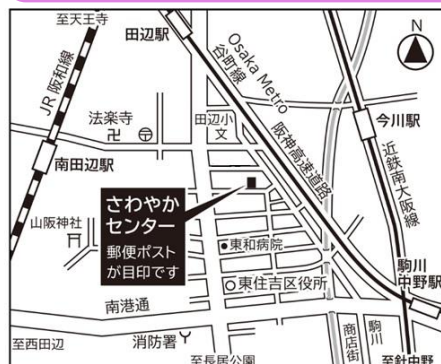 至天王寺
田辺駅
N
JR阪和線
Osaka Metro
谷町線
阪神高速道路
法楽寺
田辺小
文
今川駅
南田辺駅
近鉄南大阪線
さわやか
センター
郵便ポスト
が目印です
山阪神社
東和病院
東住吉区役所
駒川
中野駅
南港通
至西田辺
消防署
至長居公園
商店街
駒川
至針中野